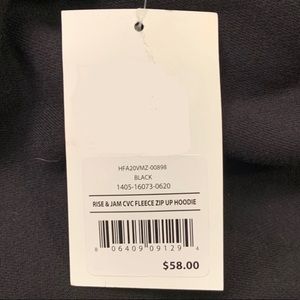 HFA20VMZ-00898
BLACK
1405-16073-0620
RISE & JAM CVC FLEECE ZIP UP HOODIE
8 06409 09129 4
$58.00